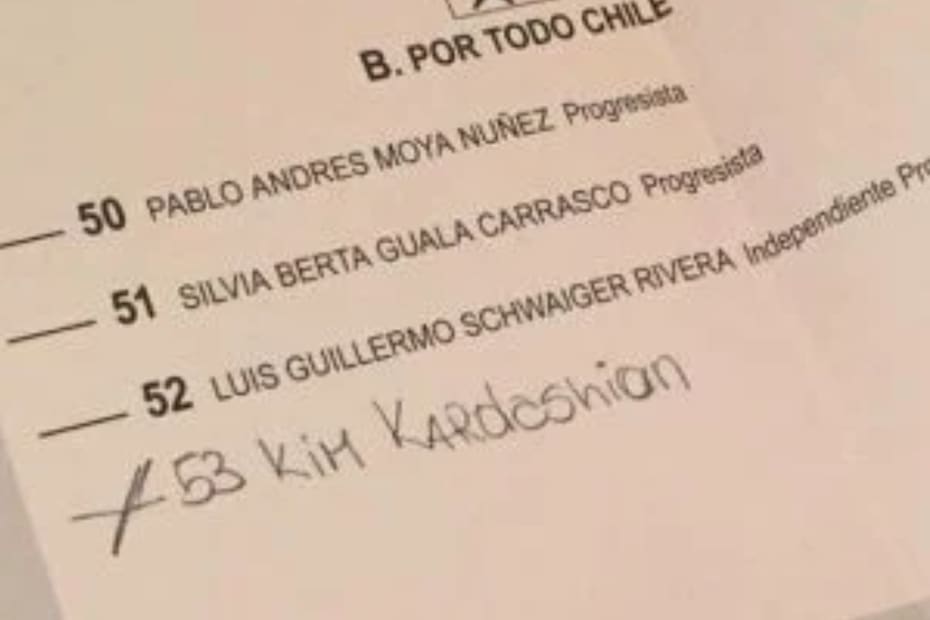 B. POR TODO CHILE
50 PABLO ANDRES MOYA NUÑEZ Progresista
51 SILVIA BERTA GUALA CARRASCO Progresista
52 LUIS GUILLERMO SCHWAIGER RIVERA Independiente Pro
53 KiM KARdashian